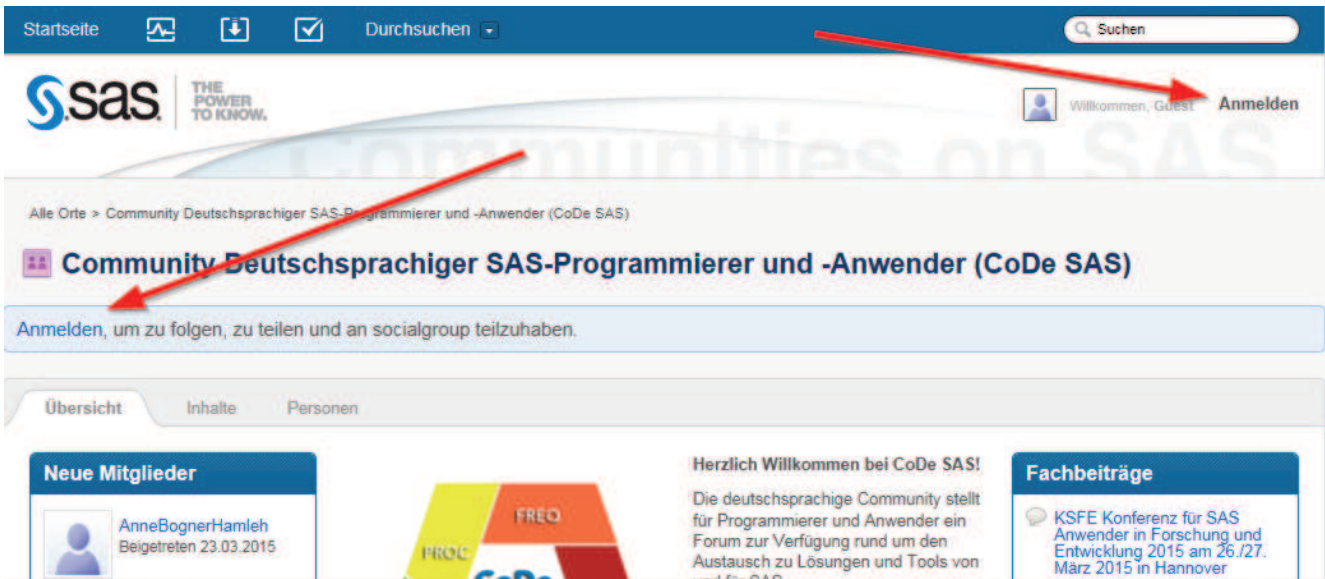 Startseite Durchsuchen Suchen
sas THE
POWER
TO KNOW.
Willkommen, Guest Anmelden
Communities on SAS
Alle Orte > Community Deutschsprachiger SAS-Programmierer und -Anwender (CoDe SAS)
Community Deutschsprachiger SAS-Programmierer und -Anwender (CoDe SAS)
Anmelden, um zu folgen, zu teilen und an socialgroup teilzuhaben.
Übersicht Inhalte Personen
Neue Mitglieder
AnneBognerHamleh
Beigetreten 23.03.2015
PROC
FREQ
CoDe
Herzlich Willkommen bei CoDe SAS!
Die deutschsprachige Community stellt
für Programmierer und Anwender ein
Forum zur Verfügung rund um den
Austausch zu Lösungen und Tools von
und für SAS
Fachbeiträge
KSFE Konferenz für SAS
Anwender in Forschung und
Entwicklung 2015 am 26./27.
März 2015 in Hannover